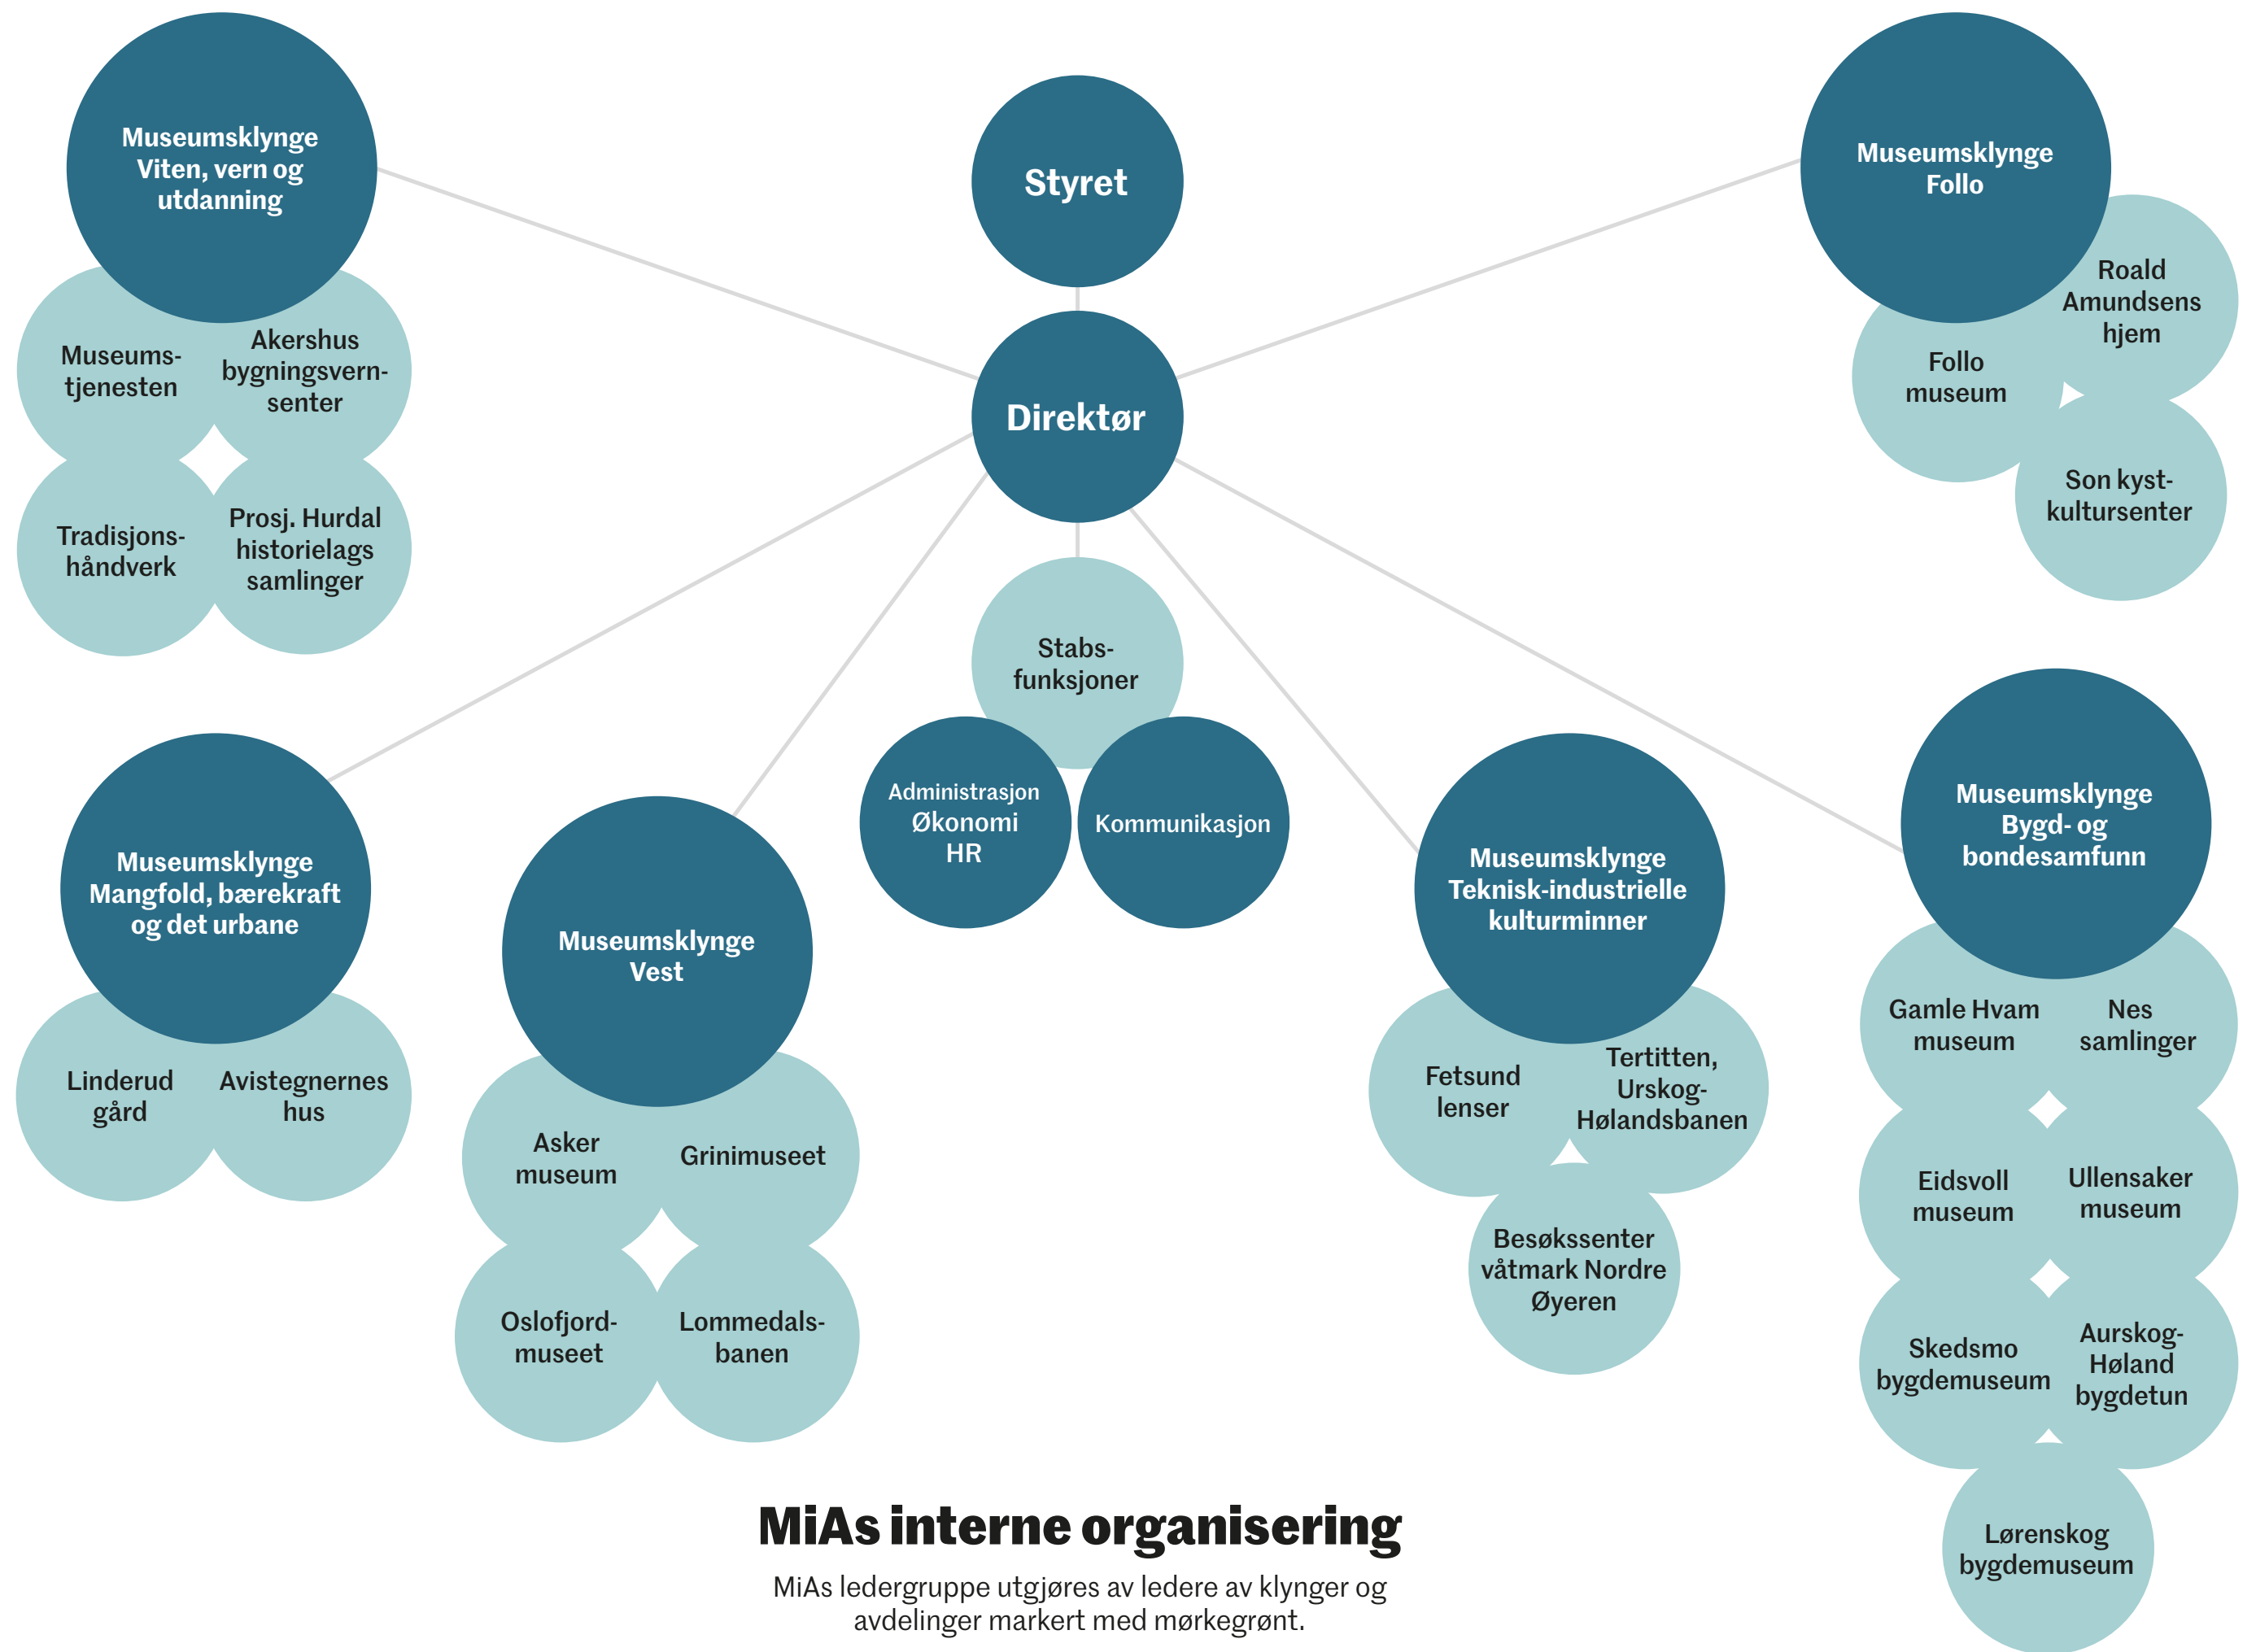 Museumsklynge
Viten, vern og
utdanning
Museums-
tjenesten
Akershus
bygningsvern-
senter
Tradisjons-
håndverk
Prosj. Hurdal
historielags
samlinger
Styret
Direktør
Stabs-
funksjoner
Administrasjon
Økonomi
HR
Kommunikasjon
Museumsklynge
Follo
Roald
Amundsens
hjem
Follo
museum
Son kyst-
kultursenter
Museumsklynge
Mangfold, bærekraft
og det urbane
Linderud
gård
Avistegnernes
hus
Museumsklynge
Vest
Asker
museum
Grinimuseet
Oslofjord-
museet
Lommedals-
banen
Museumsklynge
Teknisk-industrielle
kulturminner
Fetsund
lenser
Tertitten,
Urskog-
Hølandsbanen
Besøkssenter
våtmark Nordre
Øyeren
Museumsklynge
Bygd- og
bondesamfunn
Gamle Hvam
museum
Nes
samlinger
Eidsvoll
museum
Ullensaker
museum
Skedsmo
bygdemuseum
Aurskog-
Høland
bygdetun
Lørenskog
bygdemuseum
MiAs interne organisering
MiAs ledergruppe utgjøres av ledere av klynger og
avdelinger markert med mørkegrønt.